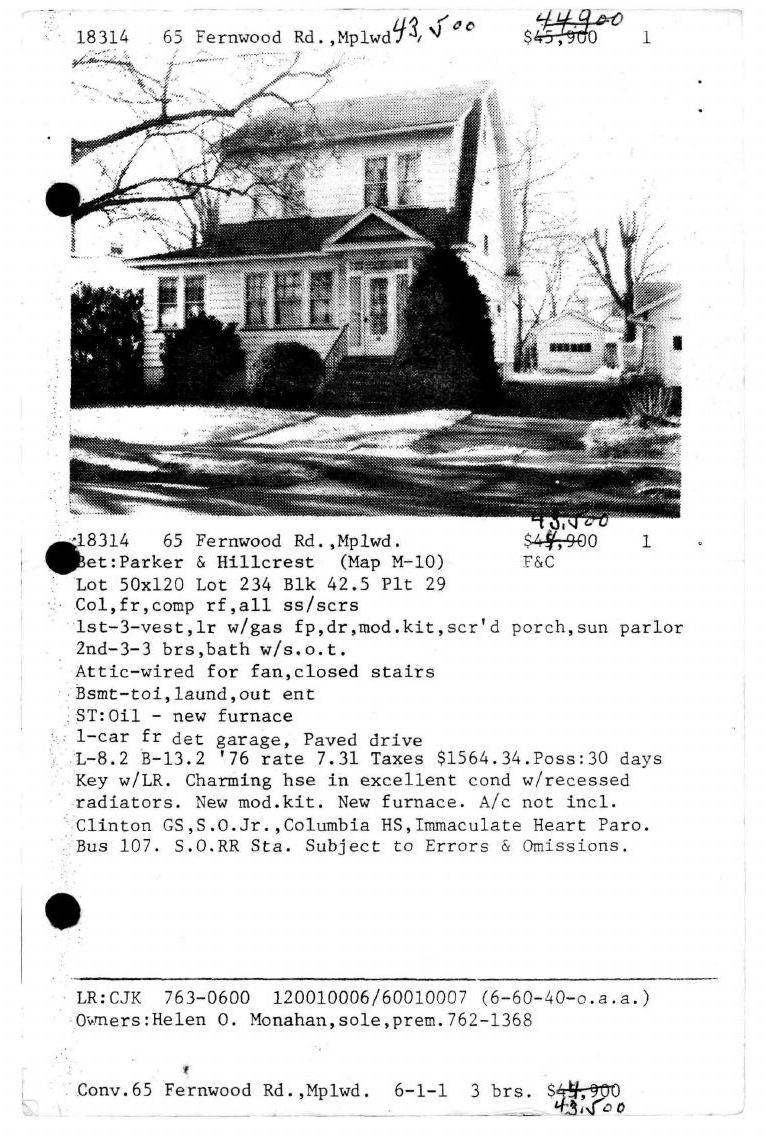 44,900
18314 65 Fernwood Rd.,Mplwd 43,500 $45,900 1
43,500
18314 65 Fernwood Rd.,Mplwd. $44,900 1
Bet:Parker & Hillcrest (Map M-10) F&C
Lot 50x120 Lot 234 Blk 42.5 Plt 29
Col,fr,comp rf,all ss/scrs
1st-3-vest,lr w/gas fp,dr,mod.kit,scr'd porch,sun parlor
2nd-3-3 brs,bath w/s.o.t.
Attic-wired for fan,closed stairs
Bsmt-toi,laund,out ent
ST:Oil - new furnace
1-car fr det garage, Paved drive
L-8.2 B-13.2 '76 rate 7.31 Taxes $1564.34.Poss:30 days
Key w/LR. Charming hse in excellent cond w/recessed
radiators. New mod.kit. New furnace. A/c not incl.
Clinton GS,S.O.Jr.,Columbia HS,Immaculate Heart Paro.
Bus 107. S.O.RR Sta. Subject to Errors & Omissions.
LR:CJK 763-0600 120010006/60010007 (6-60-40-o.a.a.)
Owners:Helen O. Monahan,sole,prem.762-1368
Conv.65 Fernwood Rd.,Mplwd. 6-1-1 3 brs. $44,900
43,500